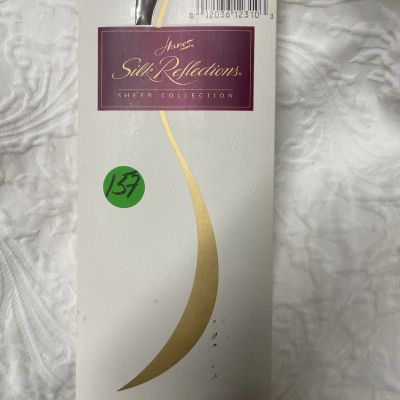 0 12036 12310 3
Hanes
Silk Reflections®
SHEER COLLECTION
157